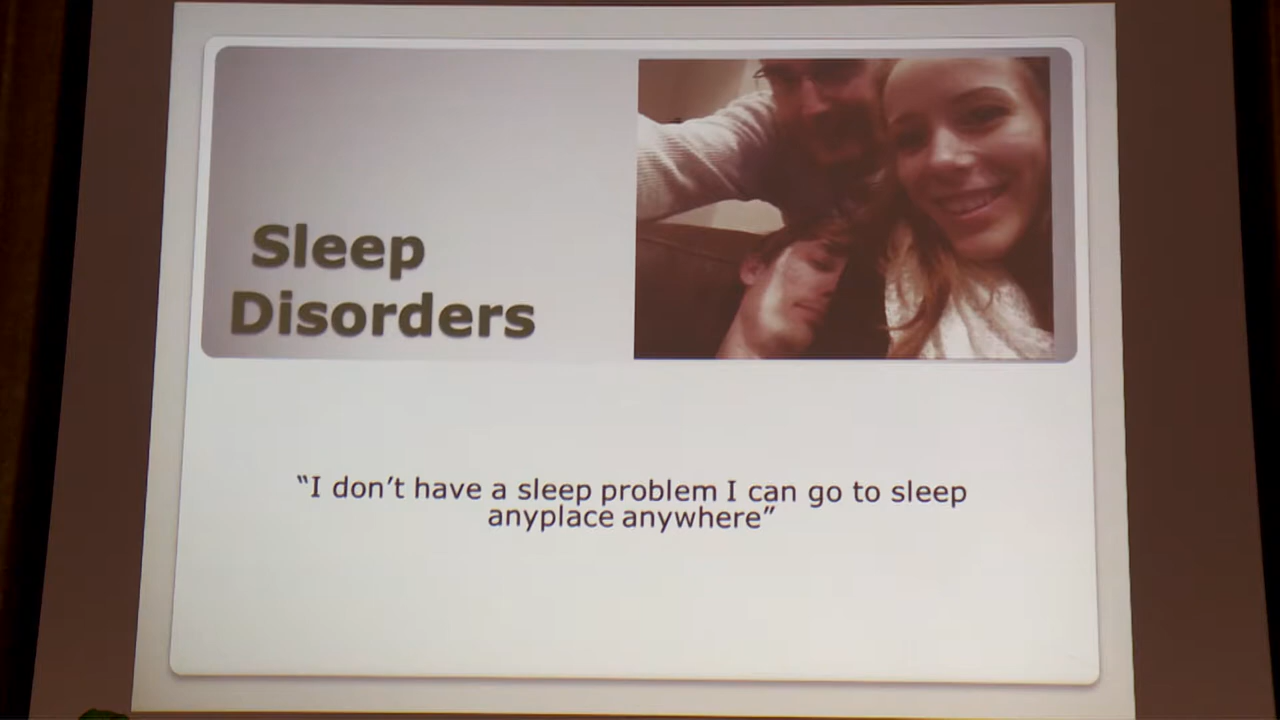 Sleep
Disorders
“I don’t have a sleep problem I can go to sleep
anyplace anywhere”